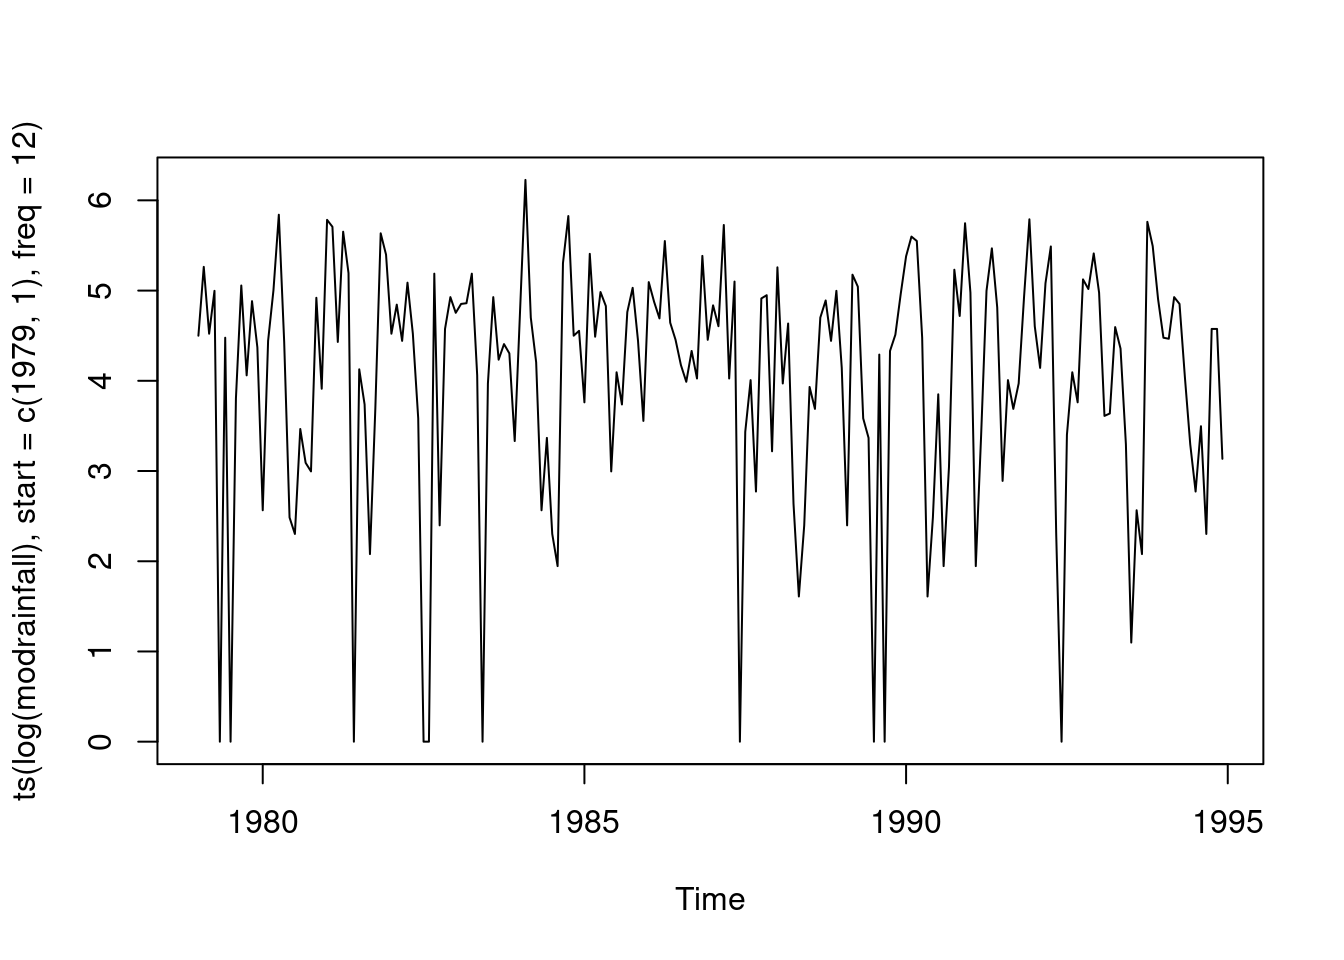 ts(log(modrainfall), start = c(1979, 1), freq = 12)
6
5
4
3
2
1
0
1980 1985 1990 1995
Time